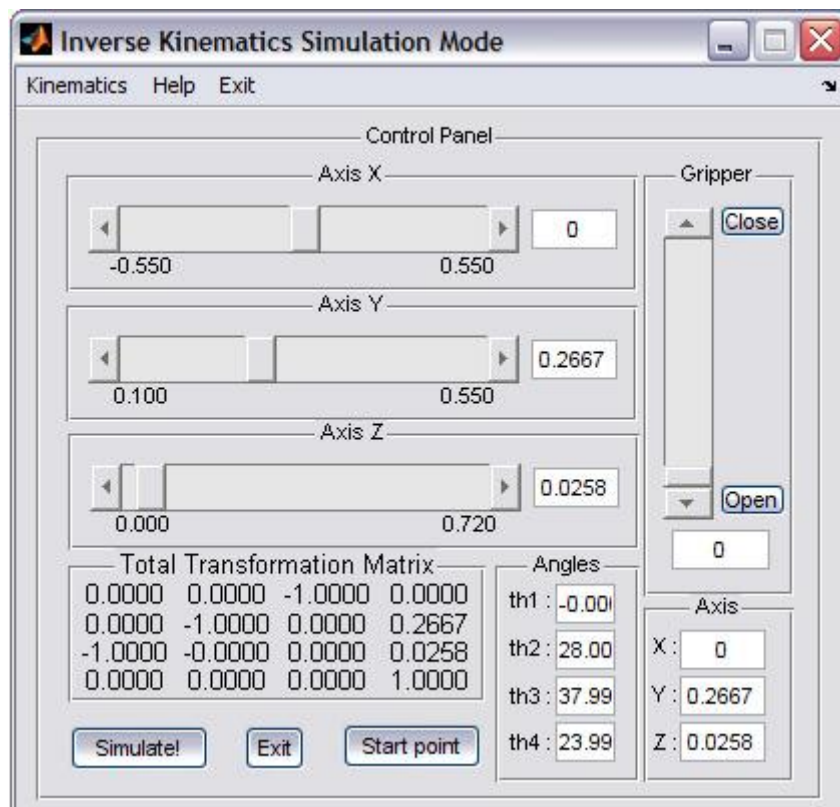 Inverse Kinematics Simulation Mode
Kinematics Help Exit
Control Panel
Axis X
0
-0.550 0.550
Axis Y
0.2667
0.100 0.550
Axis Z
0.0258
0.000 0.720
Gripper
Close
Open
0
Total Transformation Matrix
0.0000 0.0000 -1.0000 0.0000
0.0000 -1.0000 0.0000 0.2667
-1.0000 -0.0000 0.0000 0.0258
0.0000 0.0000 0.0000 1.0000
Simulate! Exit Start point
Angles
th1 : -0.00
th2 : 28.00
th3 : 37.99
th4 : 23.99
Axis
X : 0
Y : 0.2667
Z : 0.0258